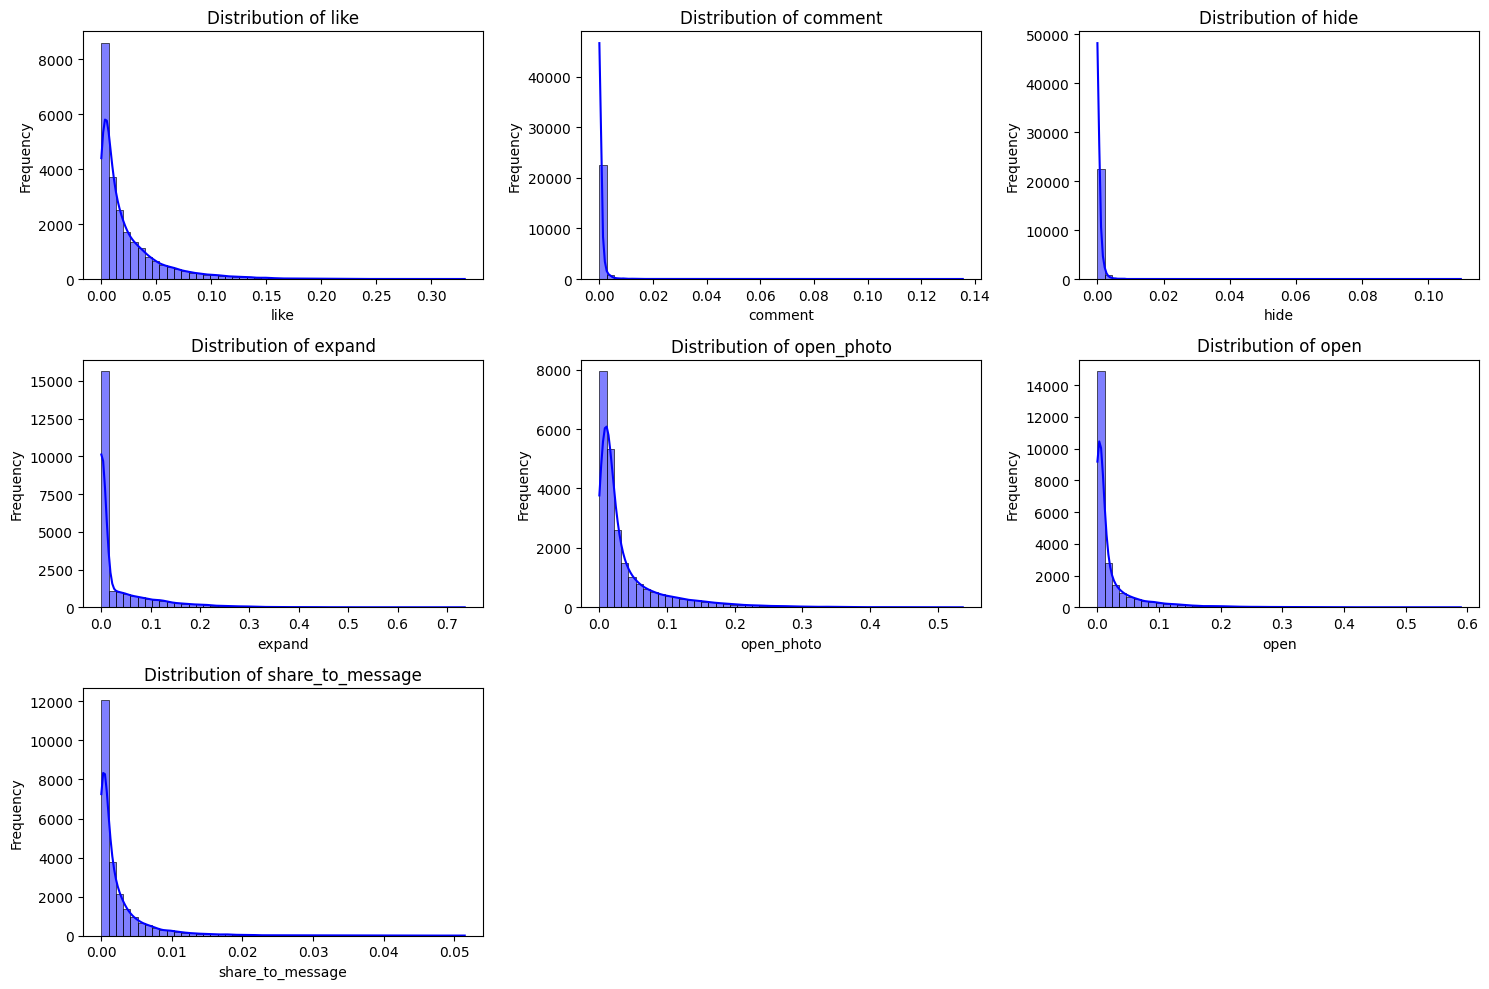 Distribution of like
Frequency
8000
6000
4000
2000
0
0.00 0.05 0.10 0.15 0.20 0.25 0.30
like
Distribution of comment
Frequency
40000
30000
20000
10000
0
0.00 0.02 0.04 0.06 0.08 0.10 0.12 0.14
comment
Distribution of hide
Frequency
50000
40000
30000
20000
10000
0
0.00 0.02 0.04 0.06 0.08 0.10
hide
Distribution of expand
Frequency
15000
12500
10000
7500
5000
2500
0
0.0 0.1 0.2 0.3 0.4 0.5 0.6 0.7
expand
Distribution of open_photo
Frequency
8000
6000
4000
2000
0
0.0 0.1 0.2 0.3 0.4 0.5
open_photo
Distribution of open
Frequency
14000
12000
10000
8000
6000
4000
2000
0
0.0 0.1 0.2 0.3 0.4 0.5 0.6
open
Distribution of share_to_message
Frequency
12000
10000
8000
6000
4000
2000
0
0.00 0.01 0.02 0.03 0.04 0.05
share_to_message